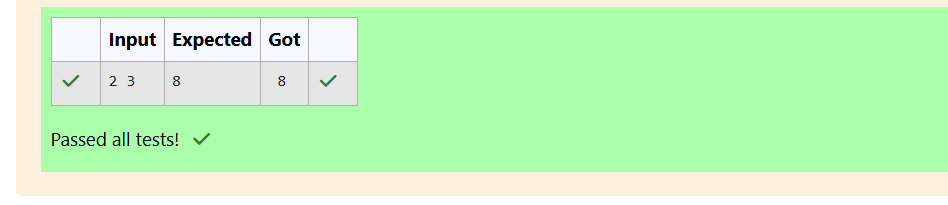 Input Expected Got
2 3 8 8
Passed all tests!